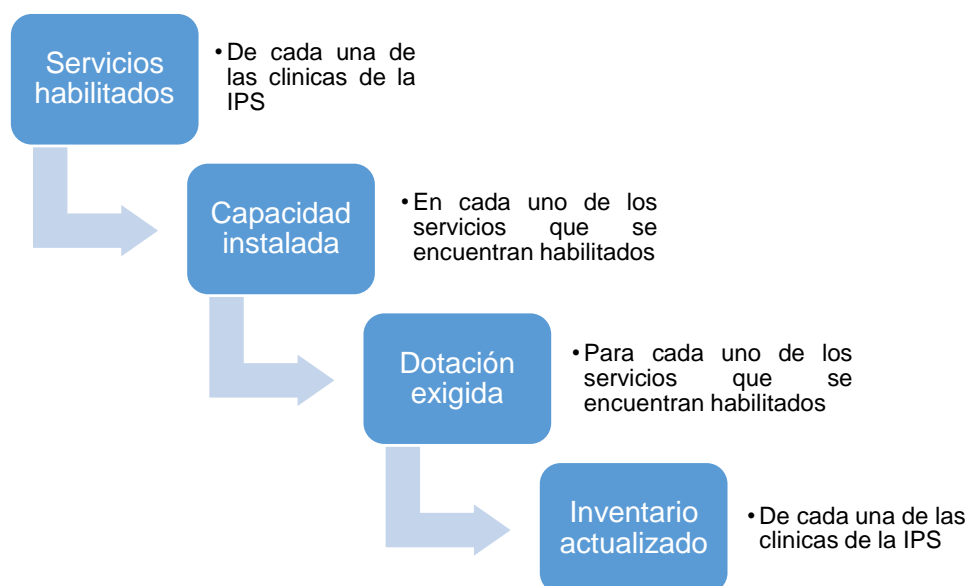 Servicios
habilitados
•De cada una de
las clinicas de la
IPS
Capacidad
instalada
•En cada uno de los
servicios que se
encuentran habilitados
Dotación
exigida
•Para cada uno de los
servicios que se
encuentran habilitados
Inventario
actualizado
•De cada una de las
clinicas de la IPS